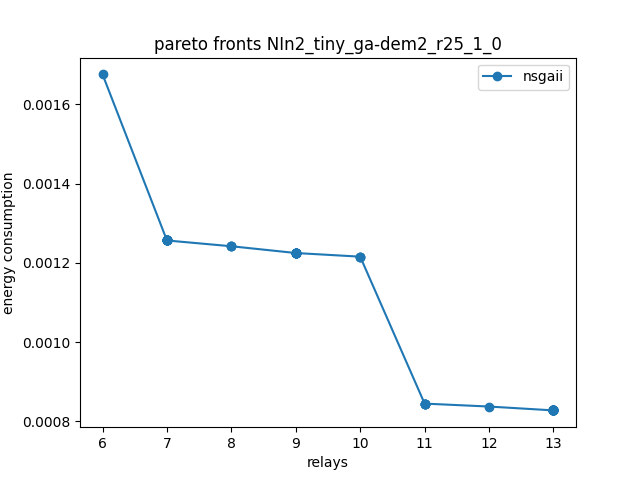 pareto fronts NIn2_tiny_ga-dem2_r25_1_0
nsgaii
energy consumption
0.0016
0.0014
0.0012
0.0010
0.0008
6 7 8 9 10 11 12 13
relays